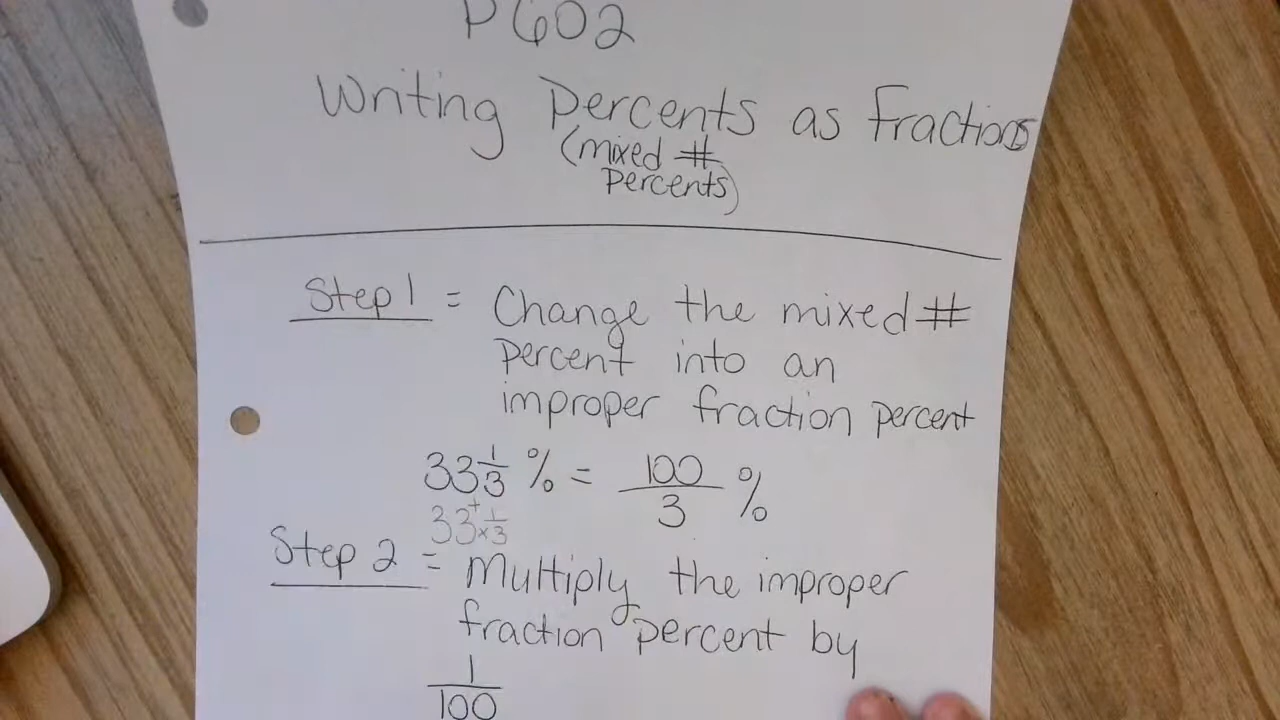 P602
Writing Percents as Fractions
(mixed #
percents)
Step 1 = Change the mixed #
percent into an
improper fraction percent
33 1/3 % = 100/3 %
33 + × 1/3
Step 2 = Multiply the improper
fraction percent by
1/100